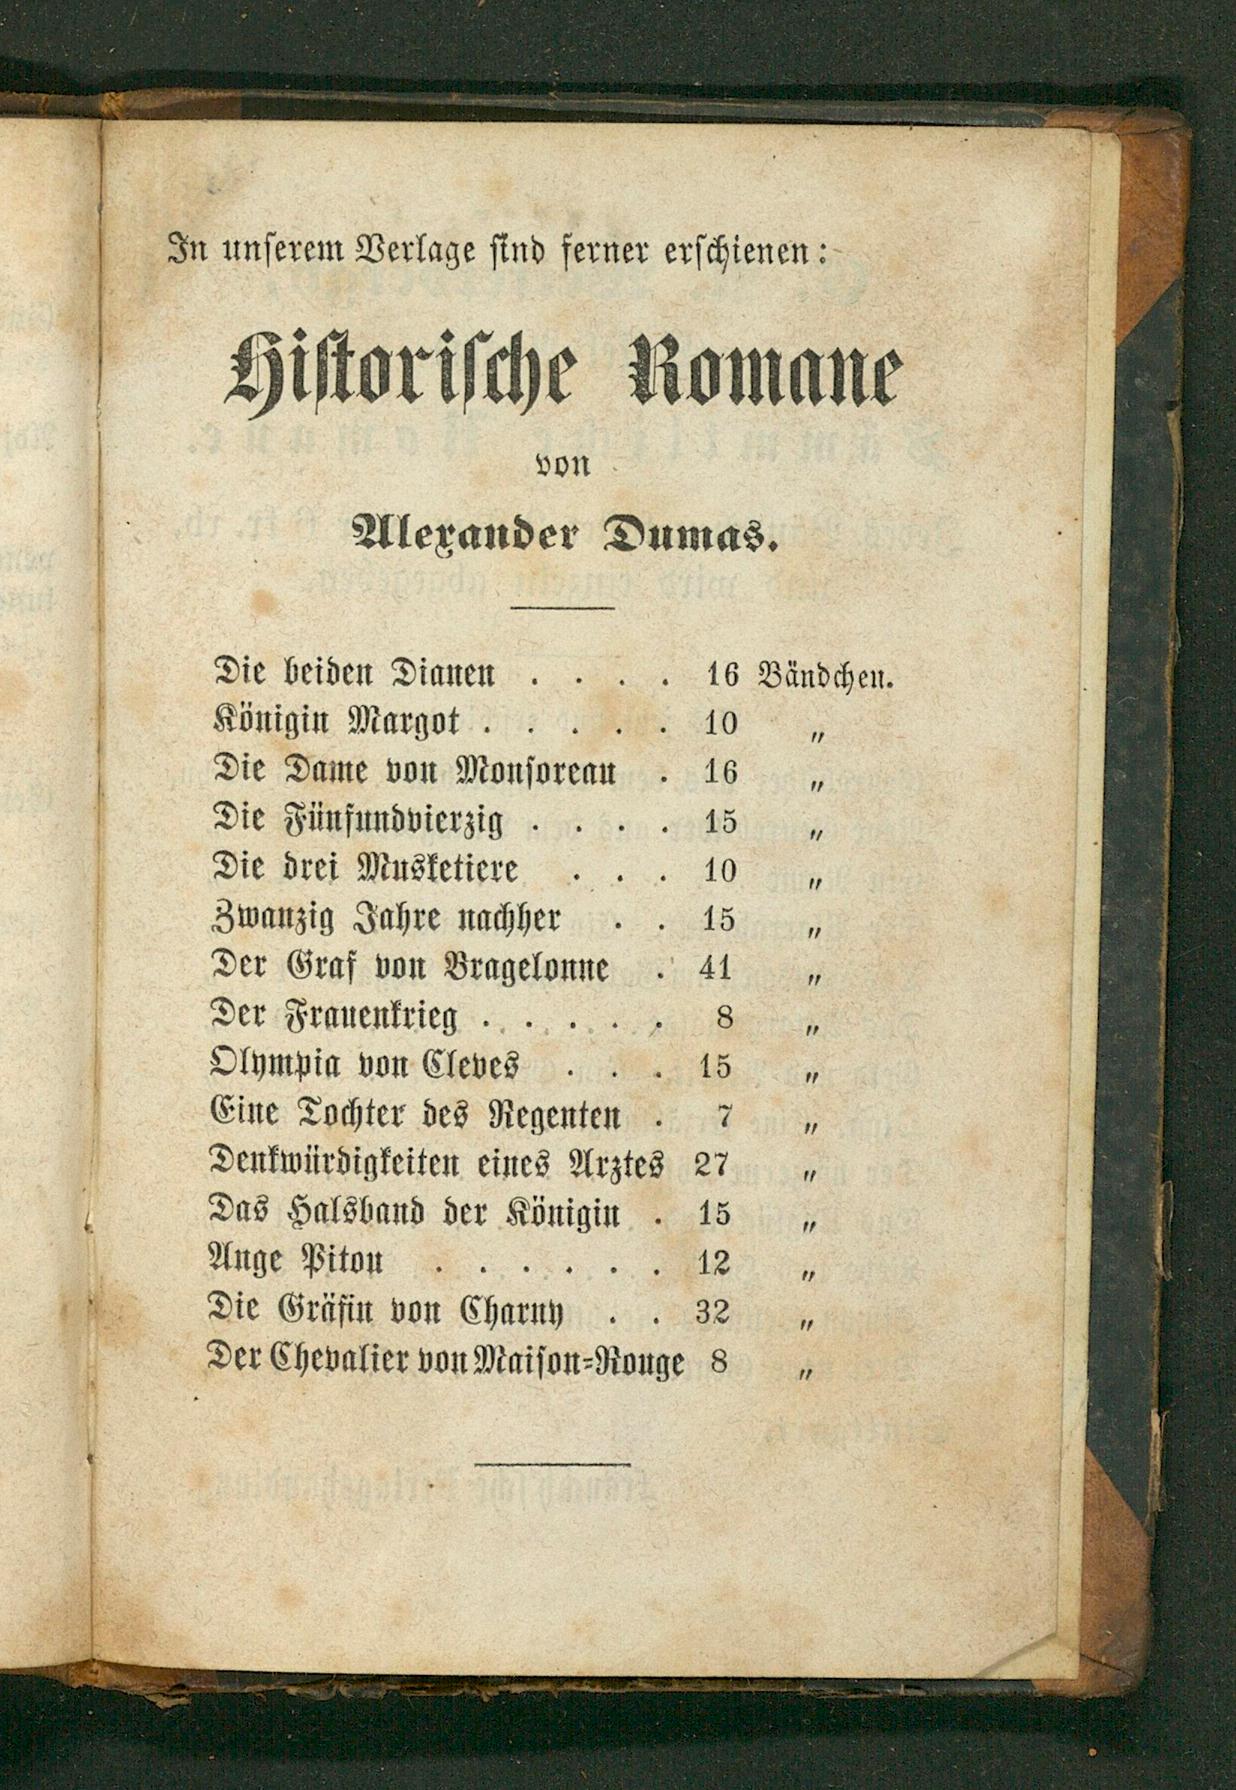 In unserem Verlage sind ferner erschienen:
Historische Romane
von
Alexander Dumas.
Die beiden Dianen . . . . 16 Bändchen.
Königin Margot . . . . . 10 „
Die Dame von Monsoreau . 16 „
Die Fünfundvierzig . . . . 15 „
Die drei Musketiere . . . 10 „
Zwanzig Jahre nachher . . 15 „
Der Graf von Bragelonne . 41 „
Der Frauenkrieg . . . . . 8 „
Olympia von Cleves . . . 15 „
Eine Tochter des Regenten . 7 „
Denkwürdigkeiten eines Arztes 27 „
Das Halsband der Königin . 15 „
Ange Pitou . . . . . . 12 „
Die Gräfin von Charny . . 32 „
Der Chevalier von Maison-Rouge 8 „